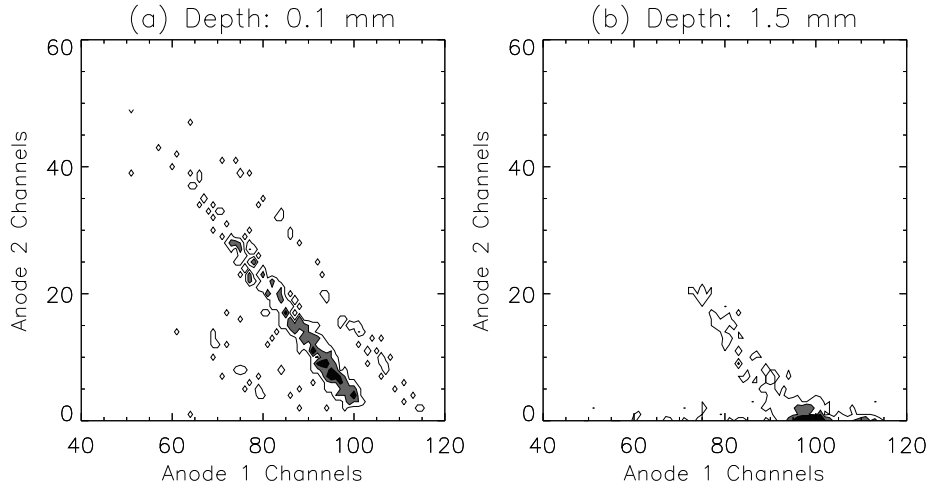 (a) Depth: 0.1 mm
60
40
20
0
40 60 80 100 120
Anode 1 Channels
Anode 2 Channels
(b) Depth: 1.5 mm
60
40
20
0
40 60 80 100 120
Anode 1 Channels
Anode 2 Channels